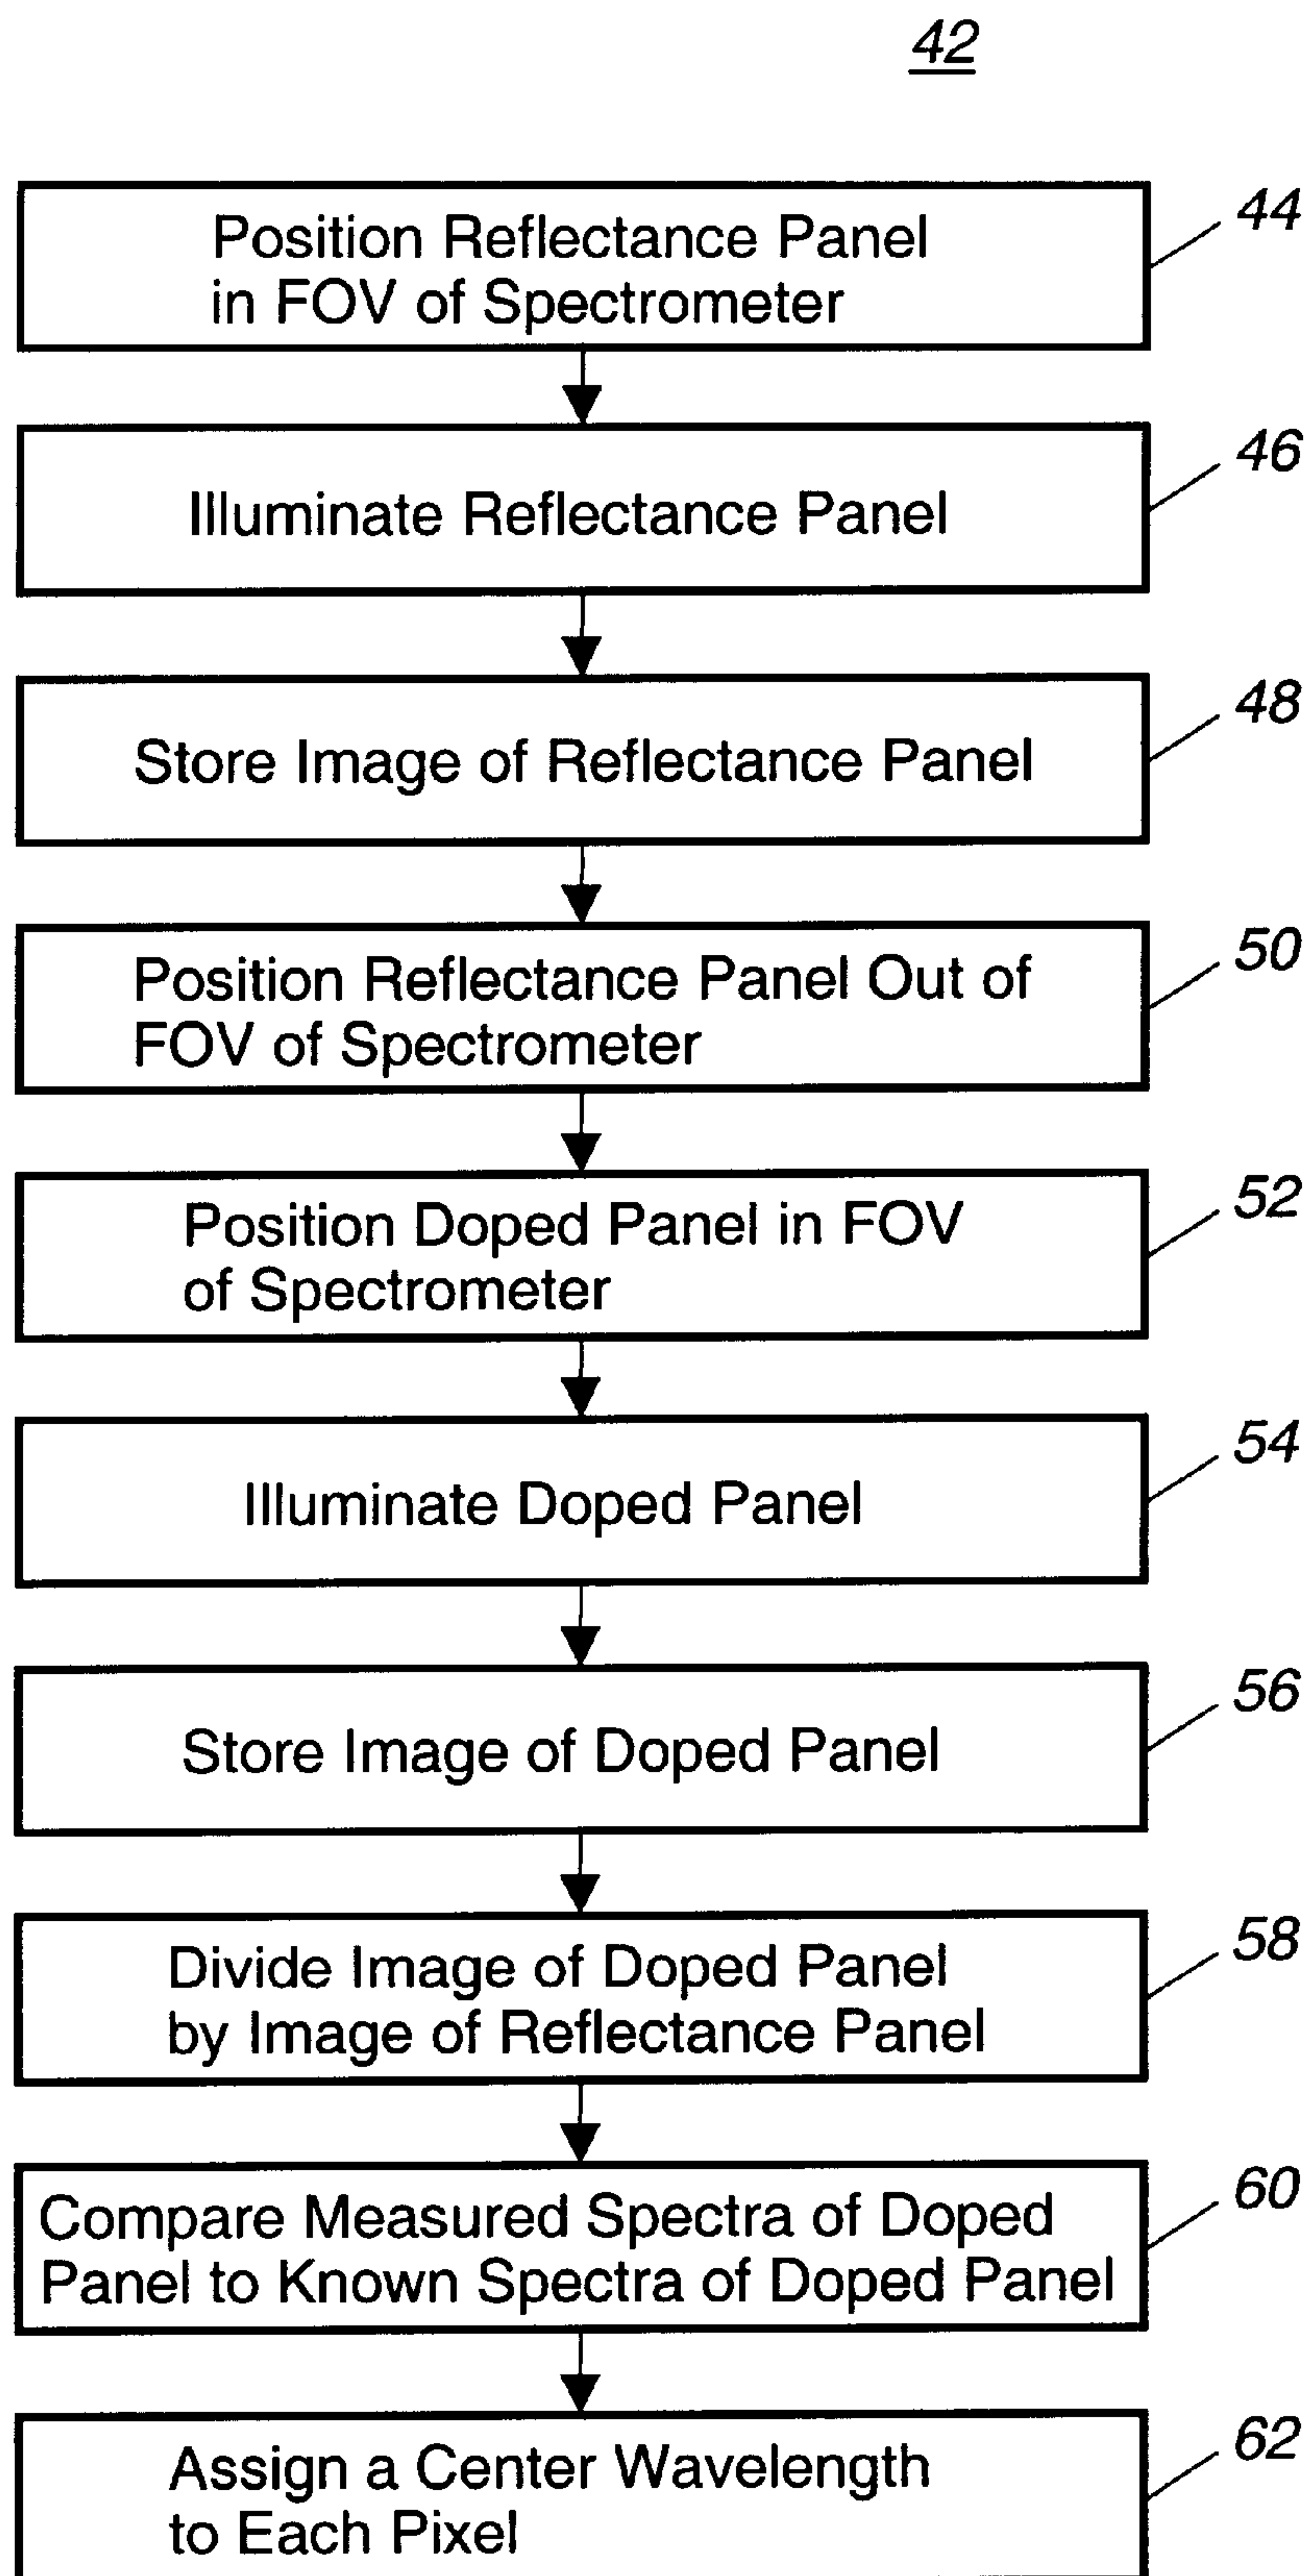 42
Position Reflectance Panel
in FOV of Spectrometer
44
Illuminate Reflectance Panel
46
Store Image of Reflectance Panel
48
Position Reflectance Panel Out of
FOV of Spectrometer
50
Position Doped Panel in FOV
of Spectrometer
52
Illuminate Doped Panel
54
Store Image of Doped Panel
56
Divide Image of Doped Panel
by Image of Reflectance Panel
58
Compare Measured Spectra of Doped
Panel to Known Spectra of Doped Panel
60
Assign a Center Wavelength
to Each Pixel
62